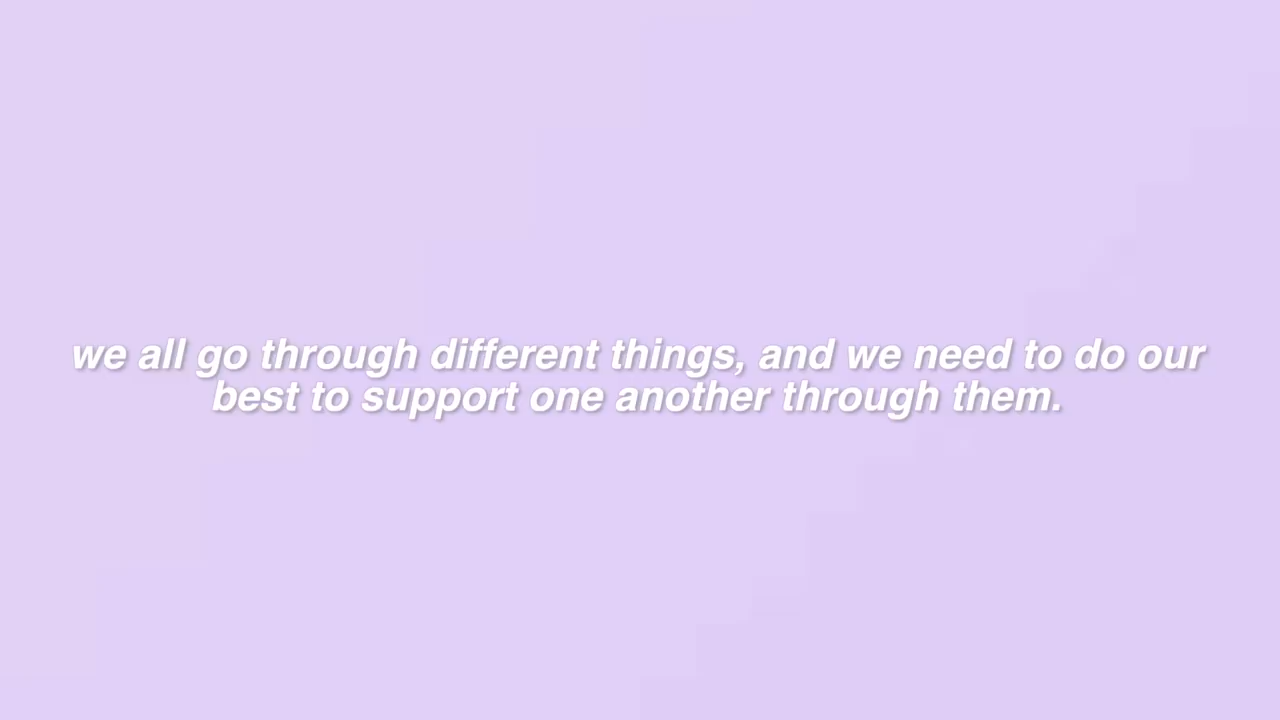 we all go through different things, and we need to do our
best to support one another through them.